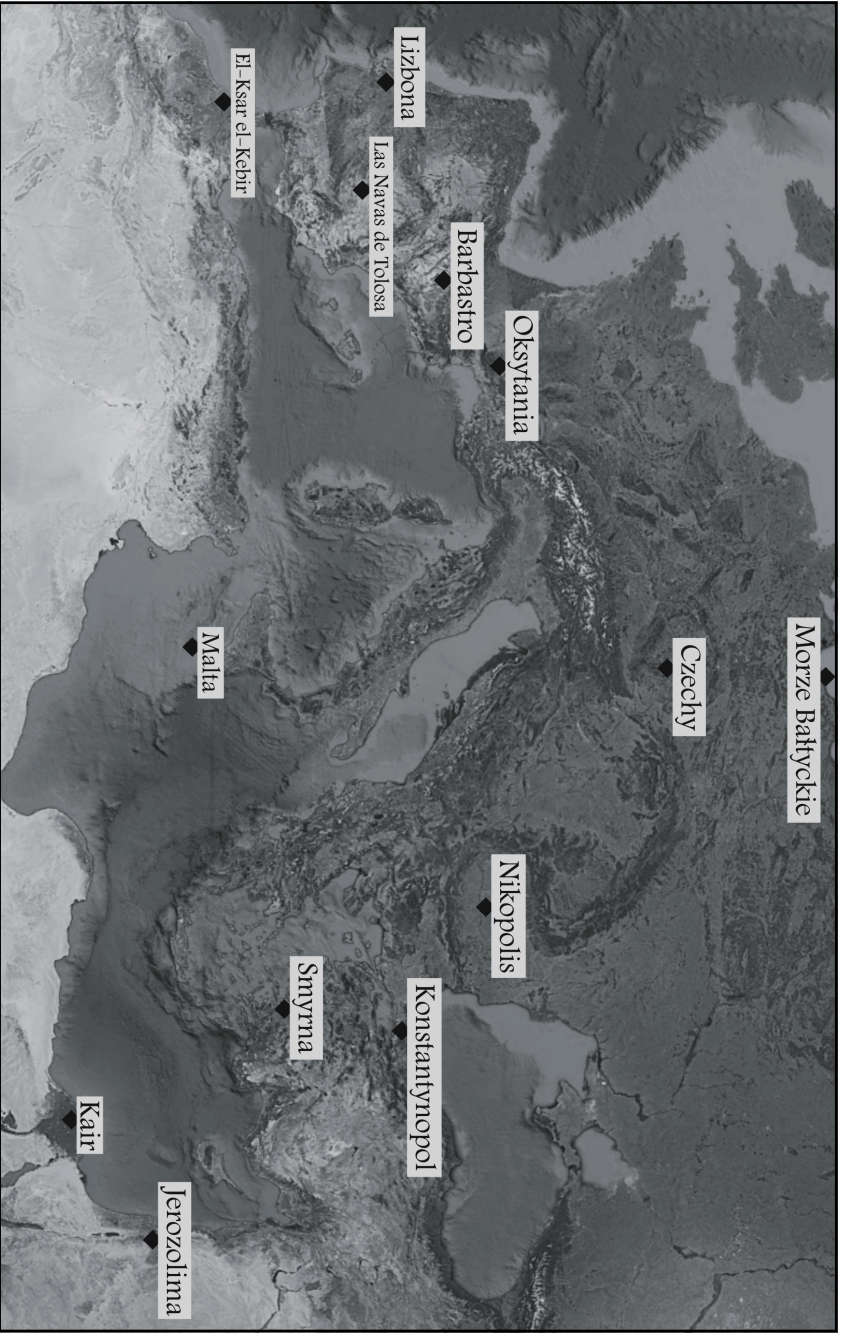 Morze Bałtyckie
Czechy
Oksytania
Nikopolis
Barbastro
Lizbona
Las Navas de Tolosa
Konstantynopol
Smyrna
El-Ksar el-Kebir
Malta
Jerozolima
Kair